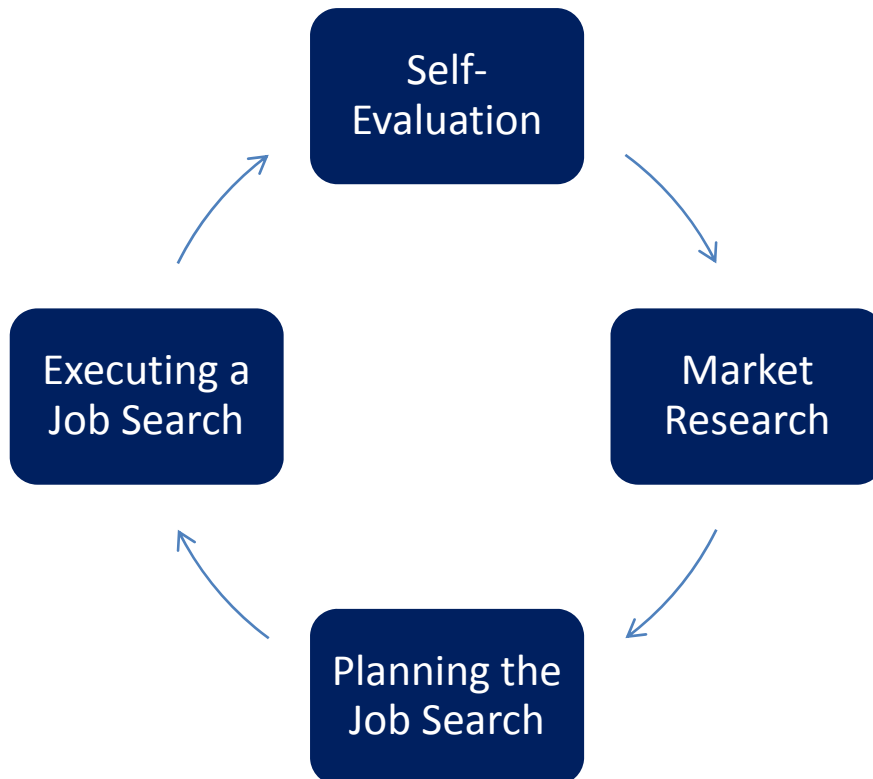 Self-
Evaluation
Market
Research
Planning the
Job Search
Executing a
Job Search